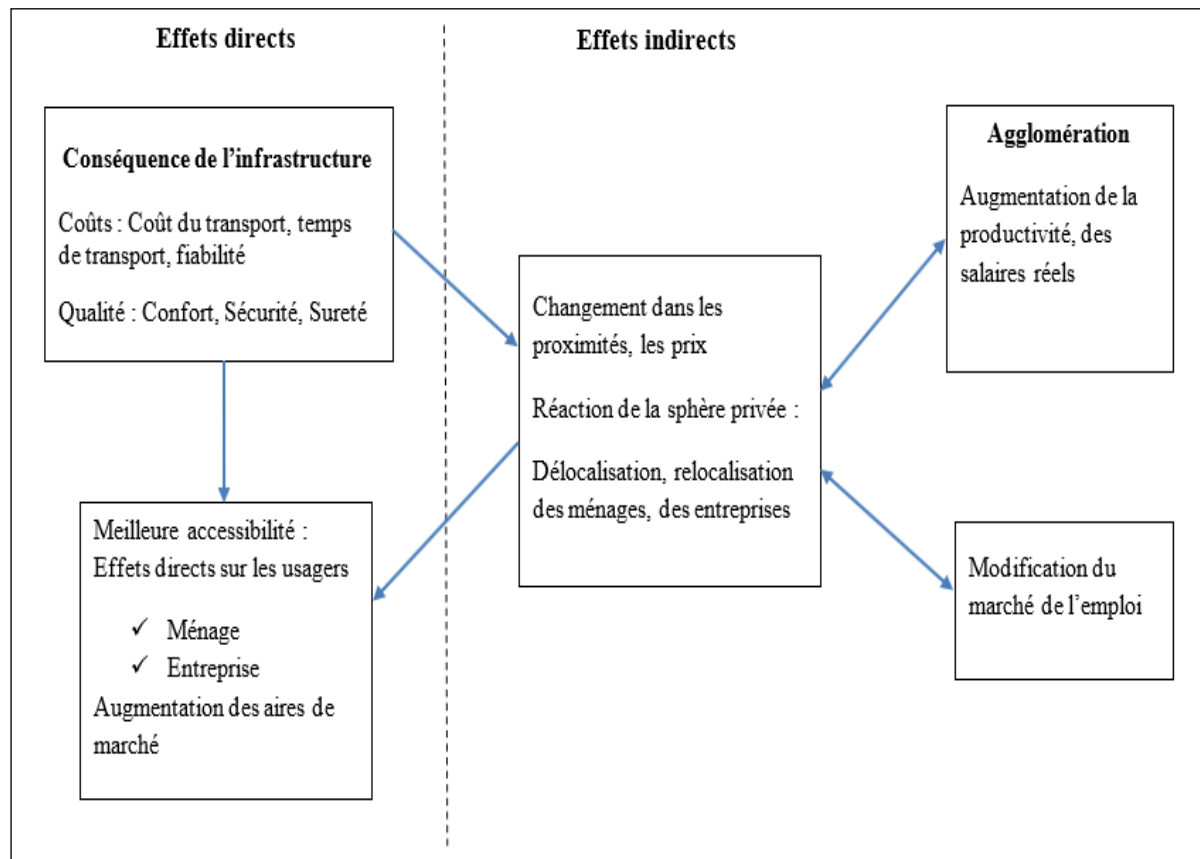 Effets directs
Effets indirects
Conséquence de l’infrastructure
Coûts : Coût du transport, temps
de transport, fiabilité
Qualité : Confort, Sécurité, Sureté
Meilleure accessibilité :
Effets directs sur les usagers
✓ Ménage
✓ Entreprise
Augmentation des aires de
marché
Changement dans les
proximités, les prix
Réaction de la sphère privée :
Délocalisation, relocalisation
des ménages, des entreprises
Agglomération
Augmentation de la
productivité, des
salaires réels
Modification du
marché de l’emploi